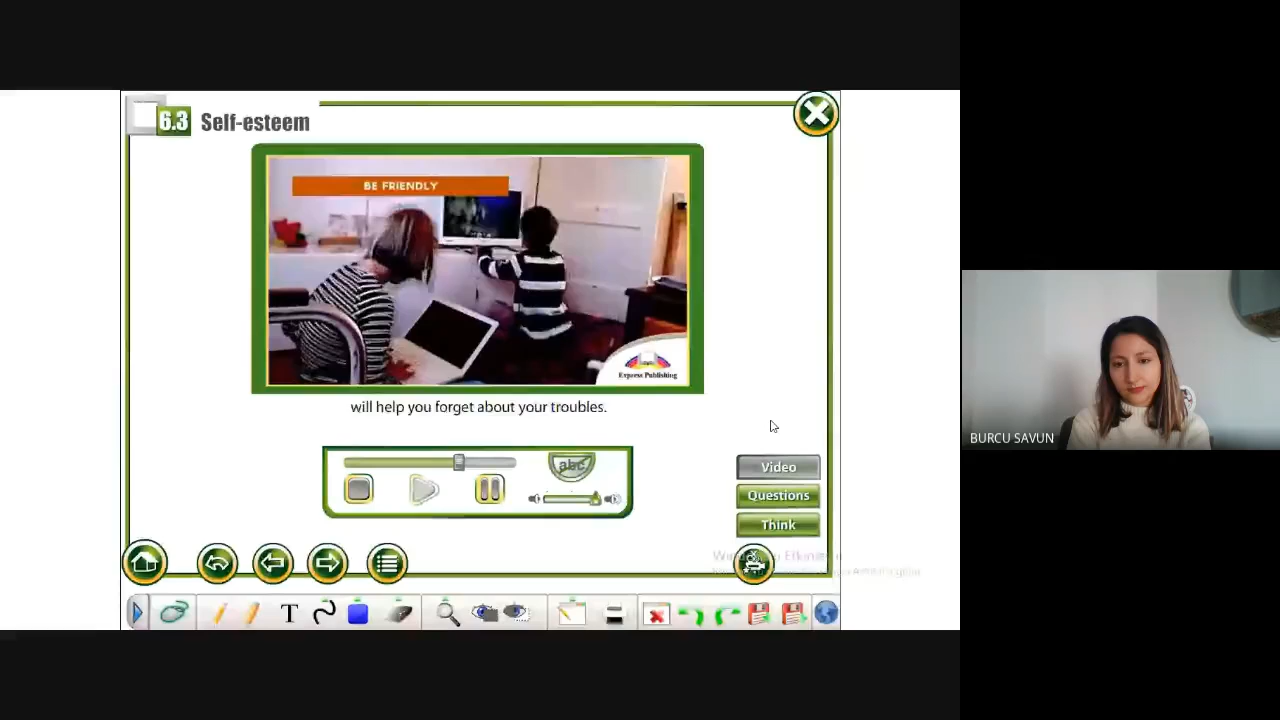 6.3 Self-esteem
BE FRIENDLY
Express Publishing
will help you forget about your troubles.
abc
BURCU SAVUN
Video
Questions
Think
T